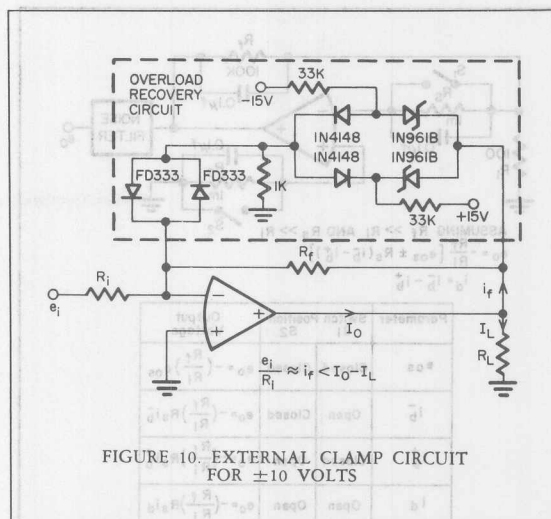 OVERLOAD
RECOVERY
CIRCUIT
33K
-15V
IN4148
IN961B
IN4148
IN961B
FD333
FD333
1K
33K
+15V
Ri
Rf
if
ei
IO
IL
RL
ei/Ri ≈ if < IO-IL
FIGURE 10. EXTERNAL CLAMP CIRCUIT
FOR ±10 VOLTS